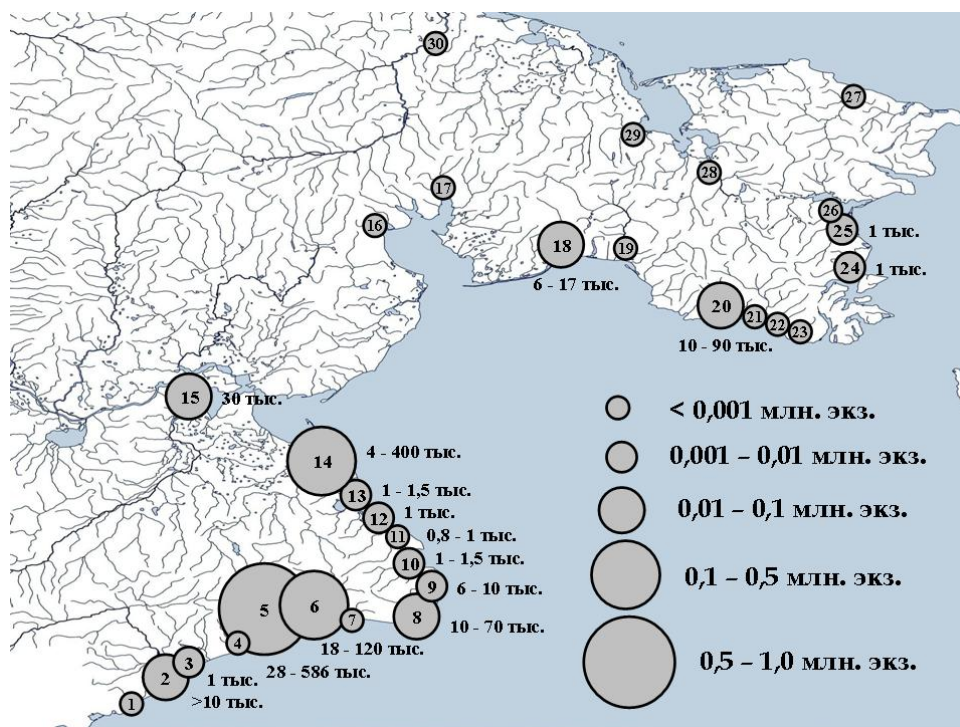 30
27
29
28
17
16
26
18
19
25
1 тыс.
24
1 тыс.
6 - 17 тыс.
20
21
22
23
10 - 90 тыс.
15
30 тыс.
< 0,001 млн. экз.
14
4 - 400 тыс.
0,001 – 0,01 млн. экз.
13
1 - 1,5 тыс.
12
1 тыс.
0,01 – 0,1 млн. экз.
11
0,8 - 1 тыс.
10
1 - 1,5 тыс.
0,1 – 0,5 млн. экз.
9
6 - 10 тыс.
5
6
7
8
10 - 70 тыс.
4
18 - 120 тыс.
3
28 - 586 тыс.
0,5 – 1,0 млн. экз.
2
1 тыс.
>10 тыс.
1